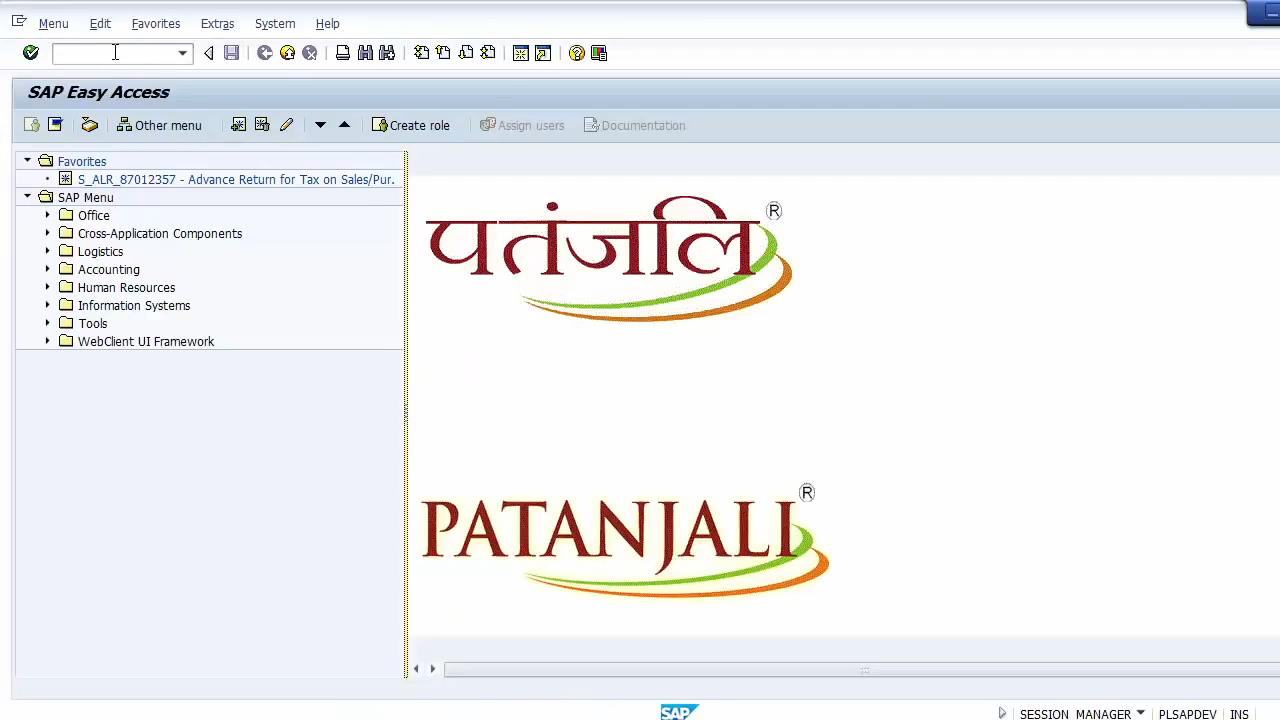 Menu Edit Favorites Extras System Help
SAP Easy Access
Other menu Create role Assign users Documentation
Favorites
S_ALR_87012357 - Advance Return for Tax on Sales/Pur.
SAP Menu
Office
Cross-Application Components
Logistics
Accounting
Human Resources
Information Systems
Tools
WebClient UI Framework
पतंजलि ®
PATANJALI ®
SAP SESSION_MANAGER PLSAPDEV INS